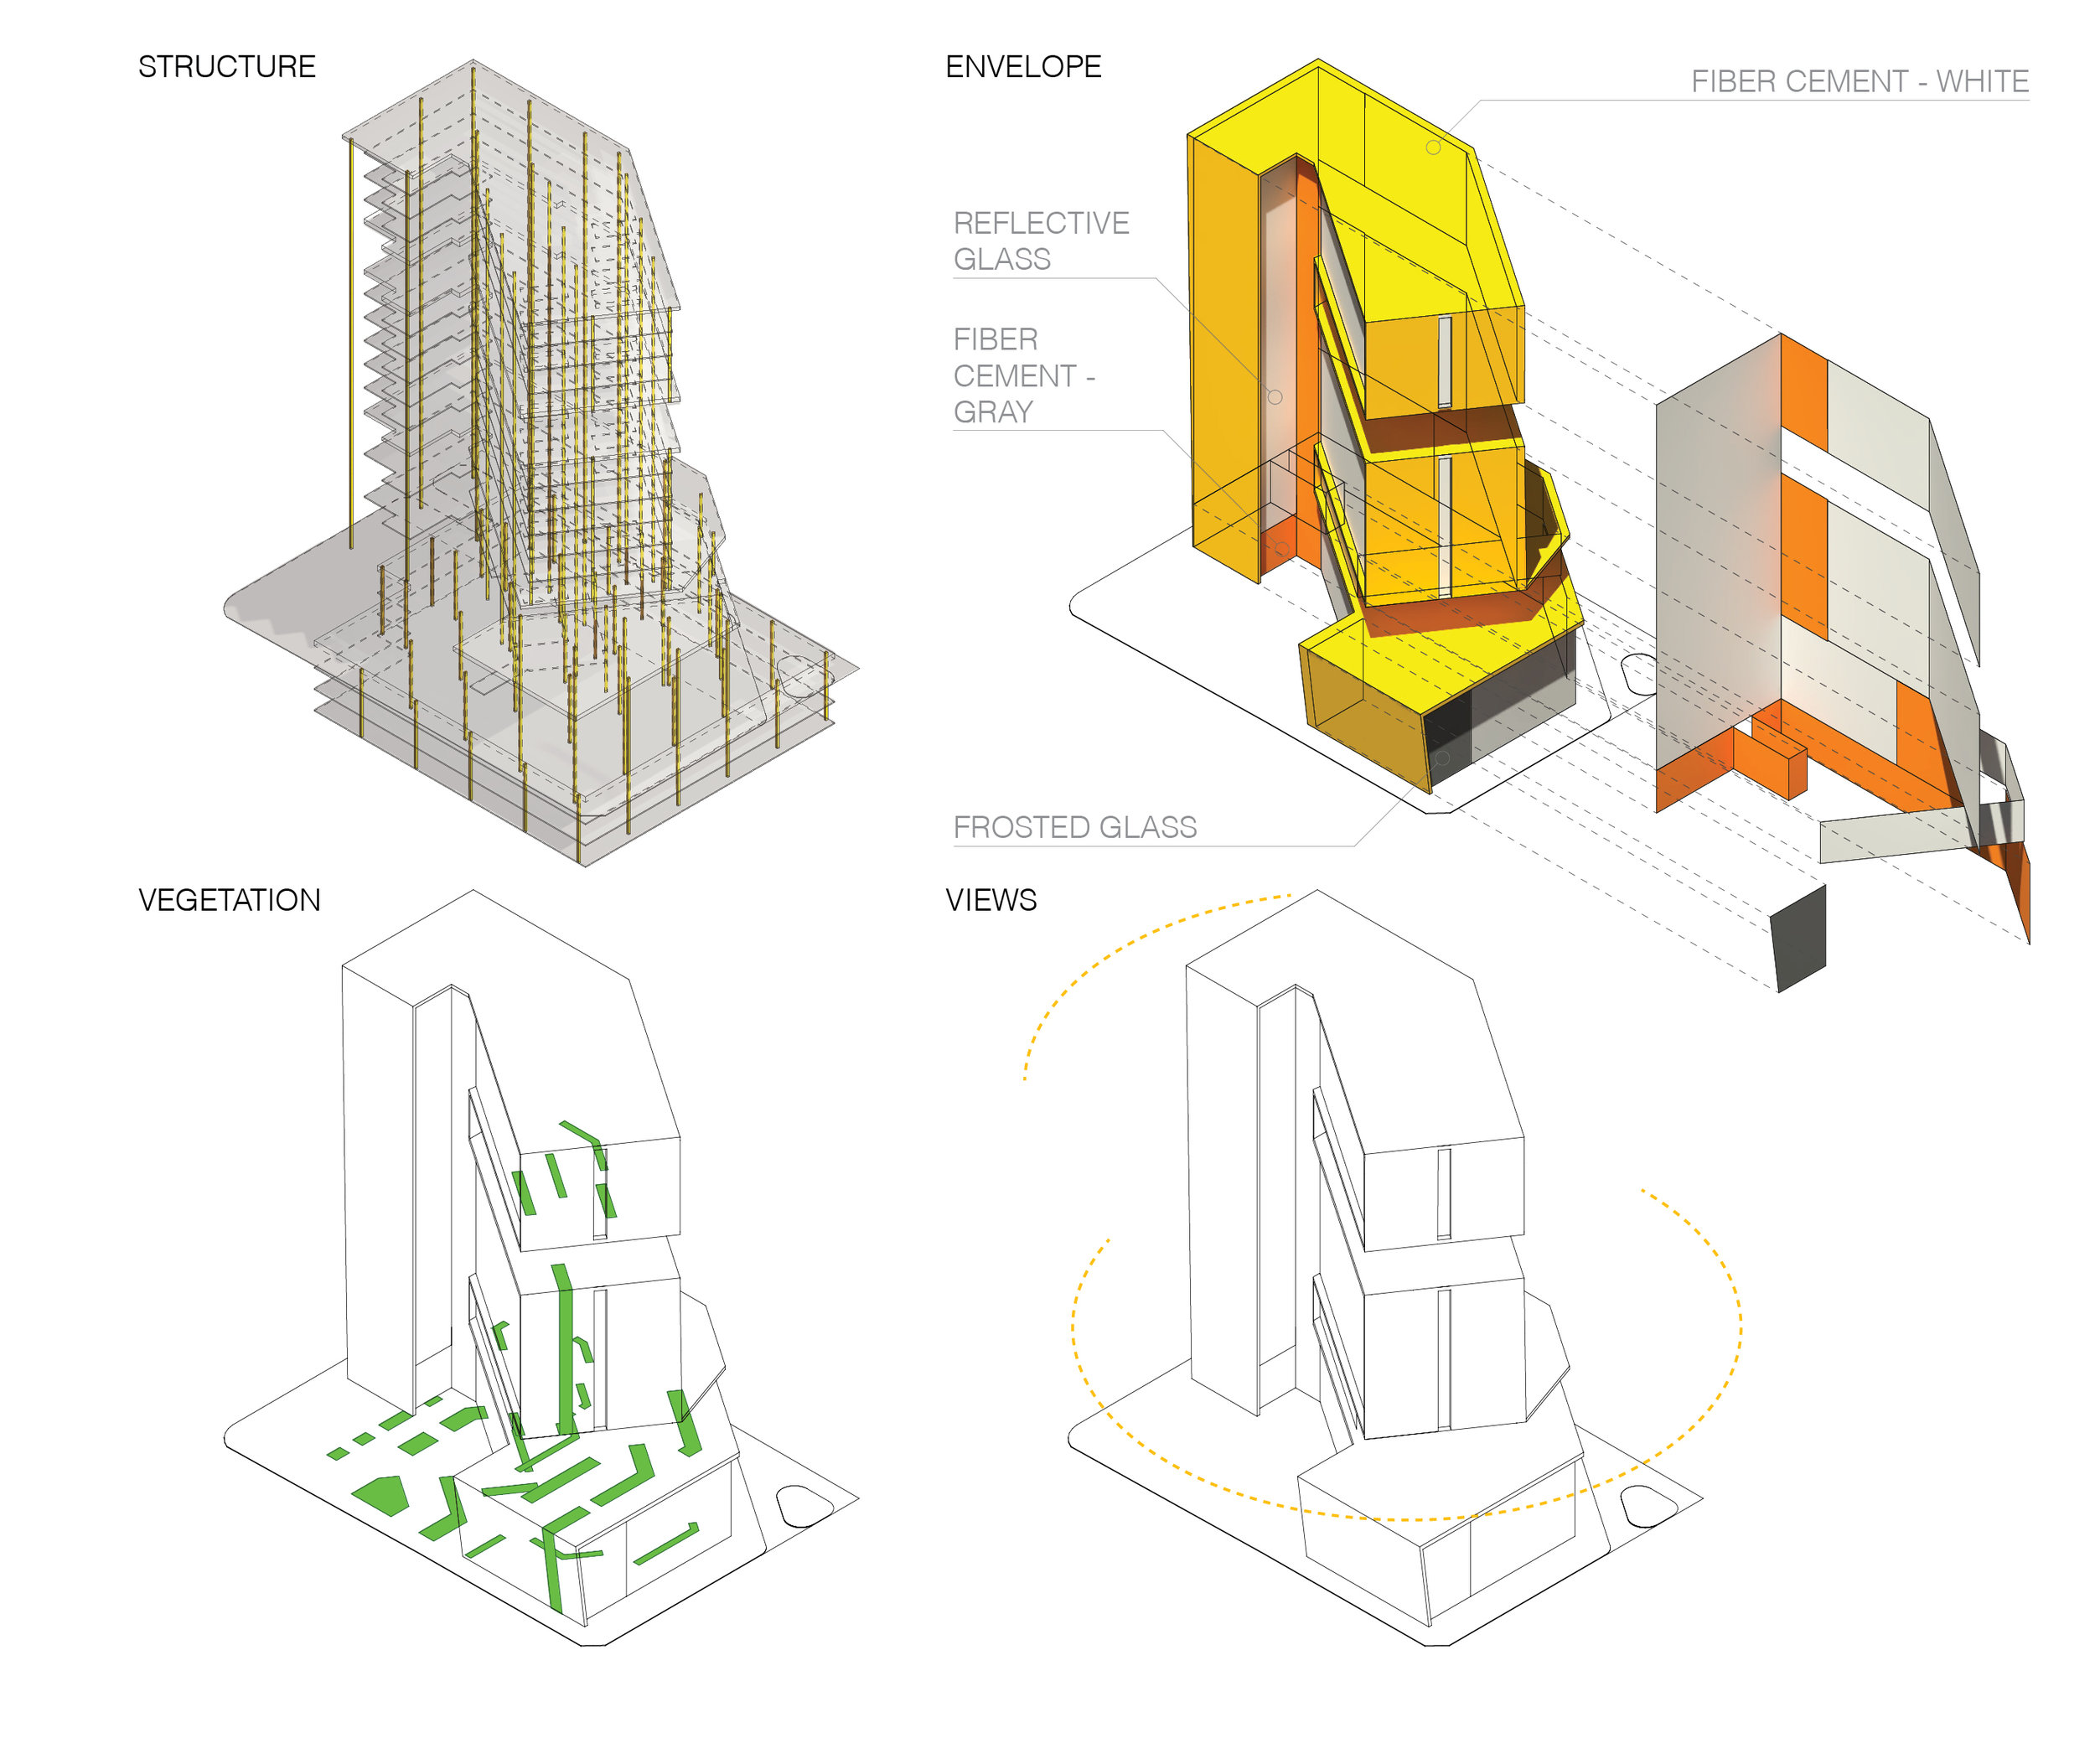 STRUCTURE
ENVELOPE
FIBER CEMENT - WHITE
REFLECTIVE
GLASS
FIBER
CEMENT -
GRAY
FROSTED GLASS
VEGETATION
VIEWS